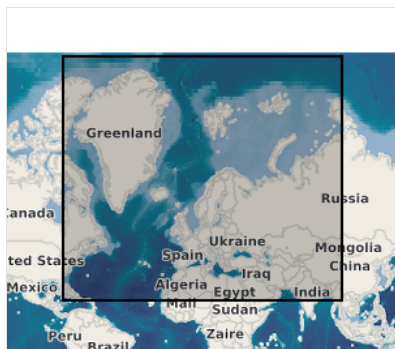 Greenland
Russia
Canada
Ukraine
Mongolia
ted States
Spain
Iraq
China
Mexico
Algeria
Egypt
India
Mali
Sudan
Peru
Zaire
Brazil